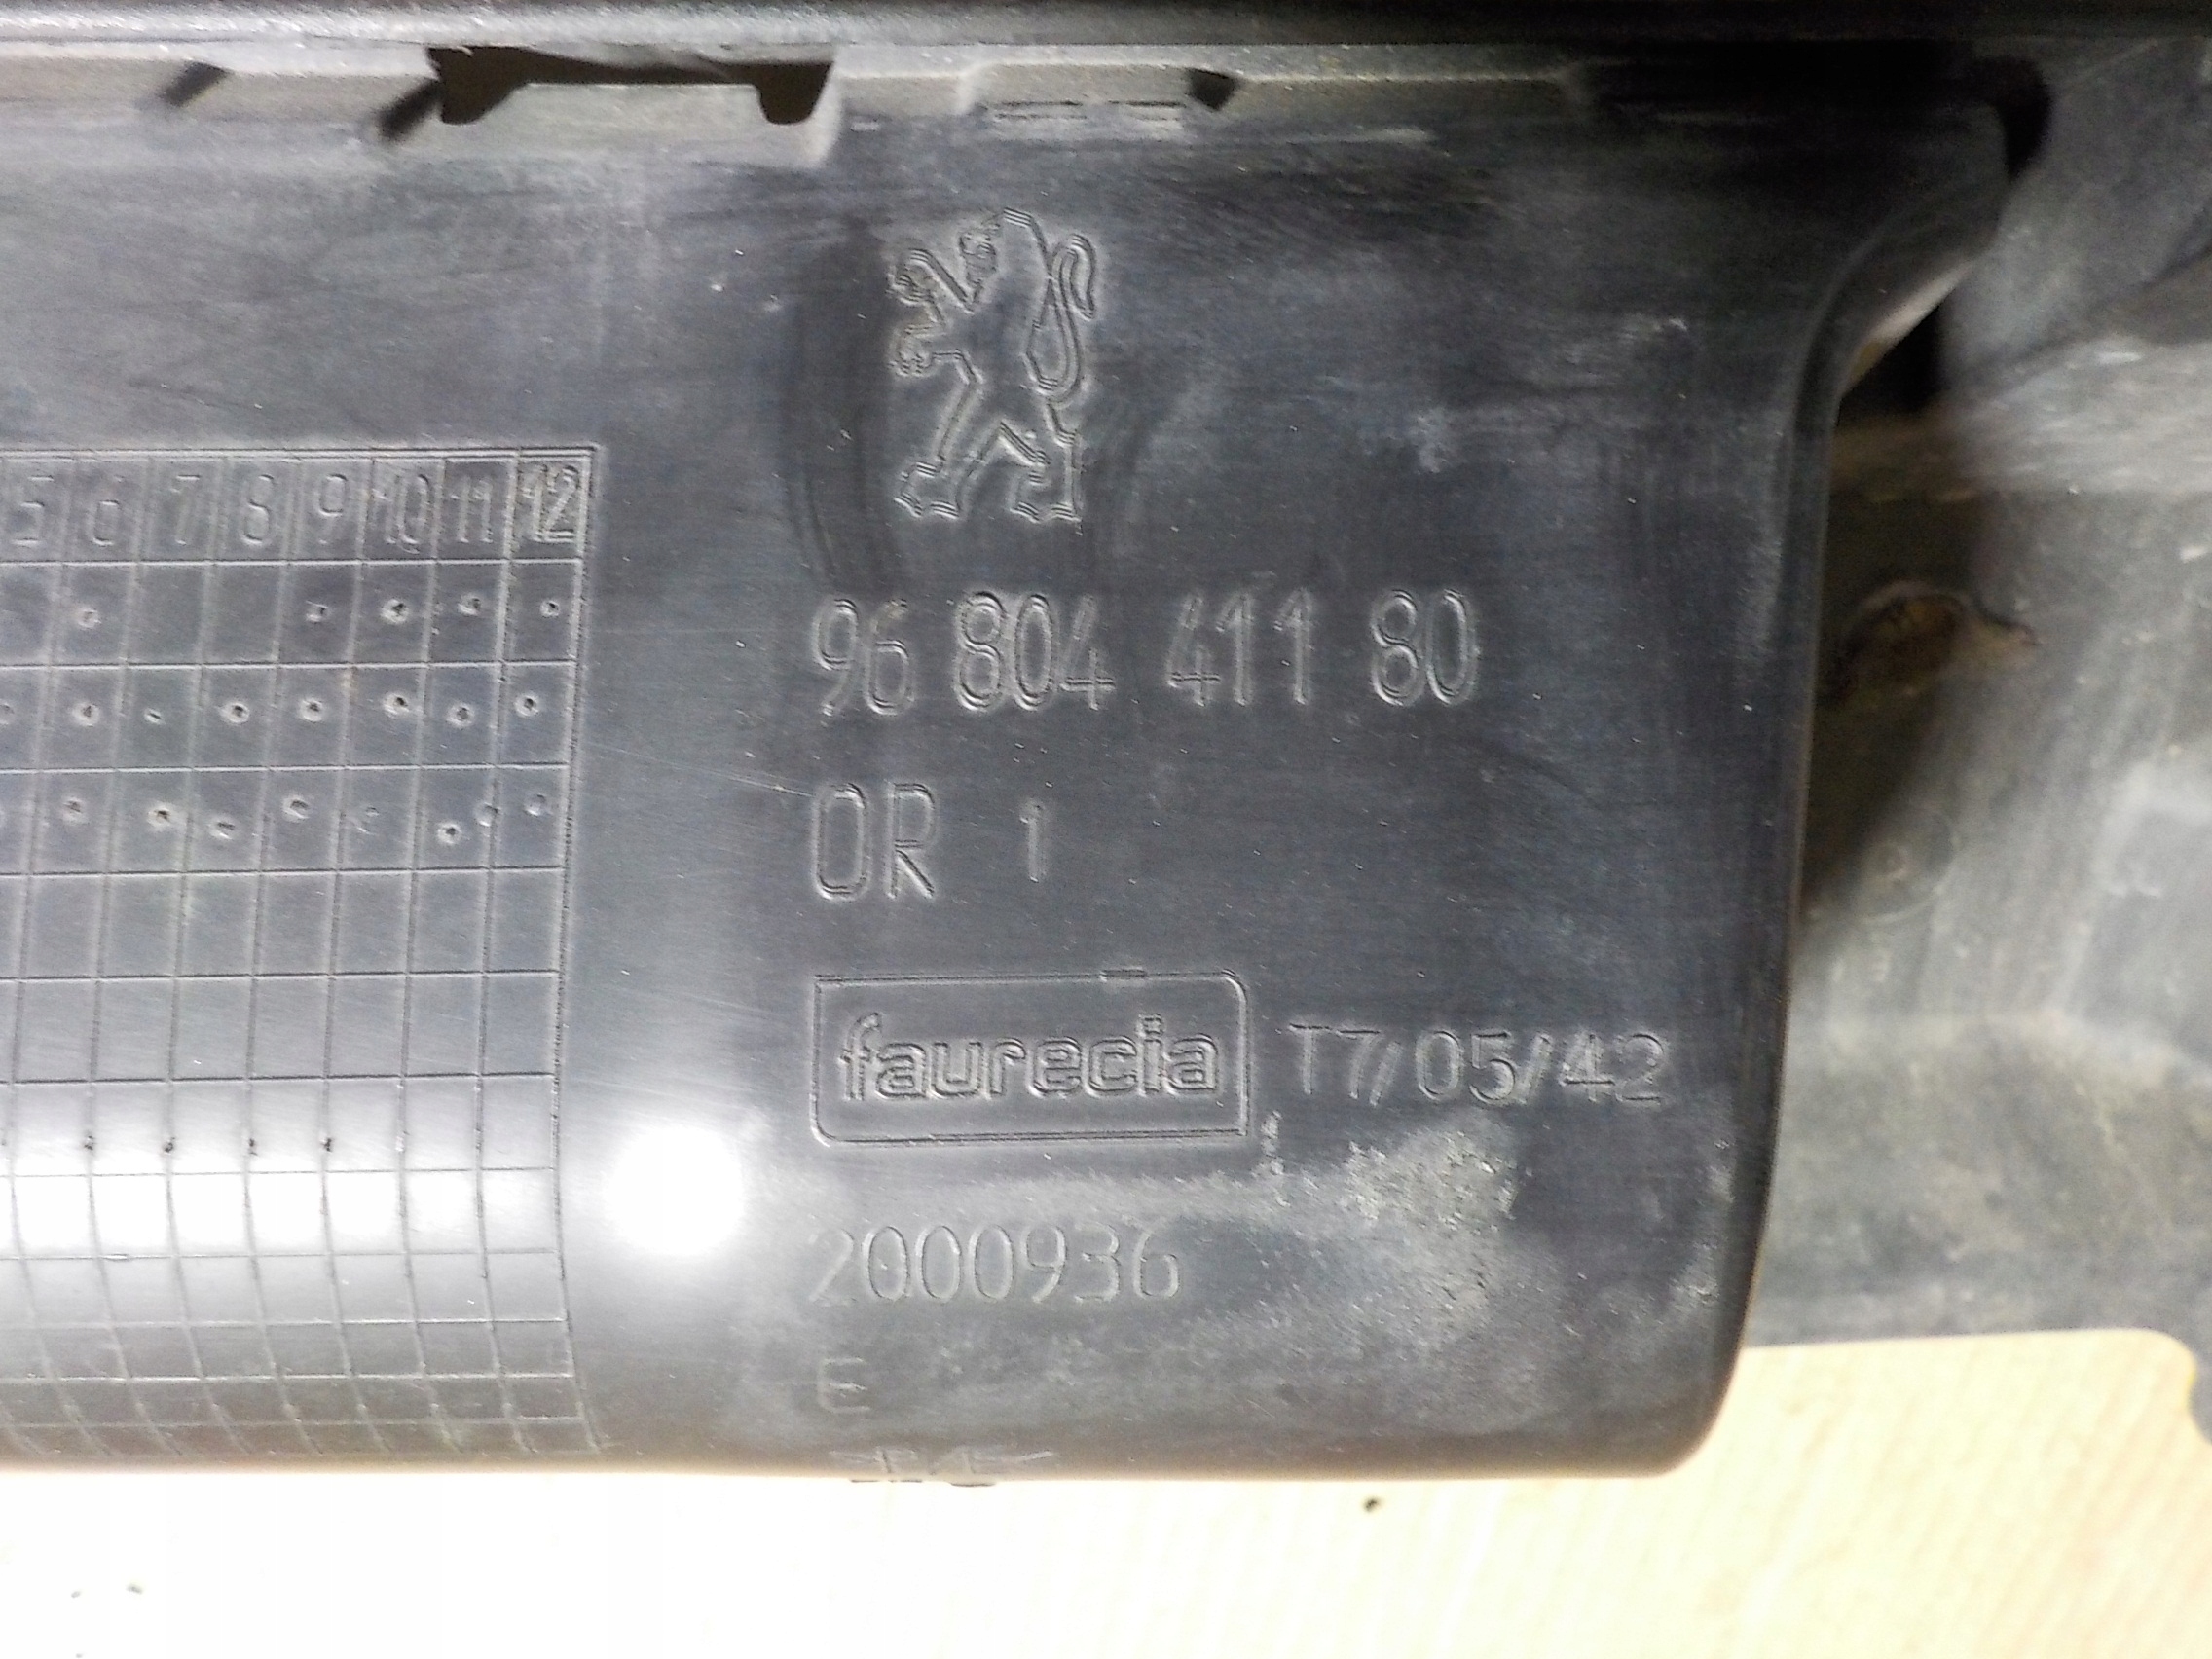 5 6 7 8 9 10 11 12
96 804 411 80
OR 1
faurecia T7/05/42
2000936
E